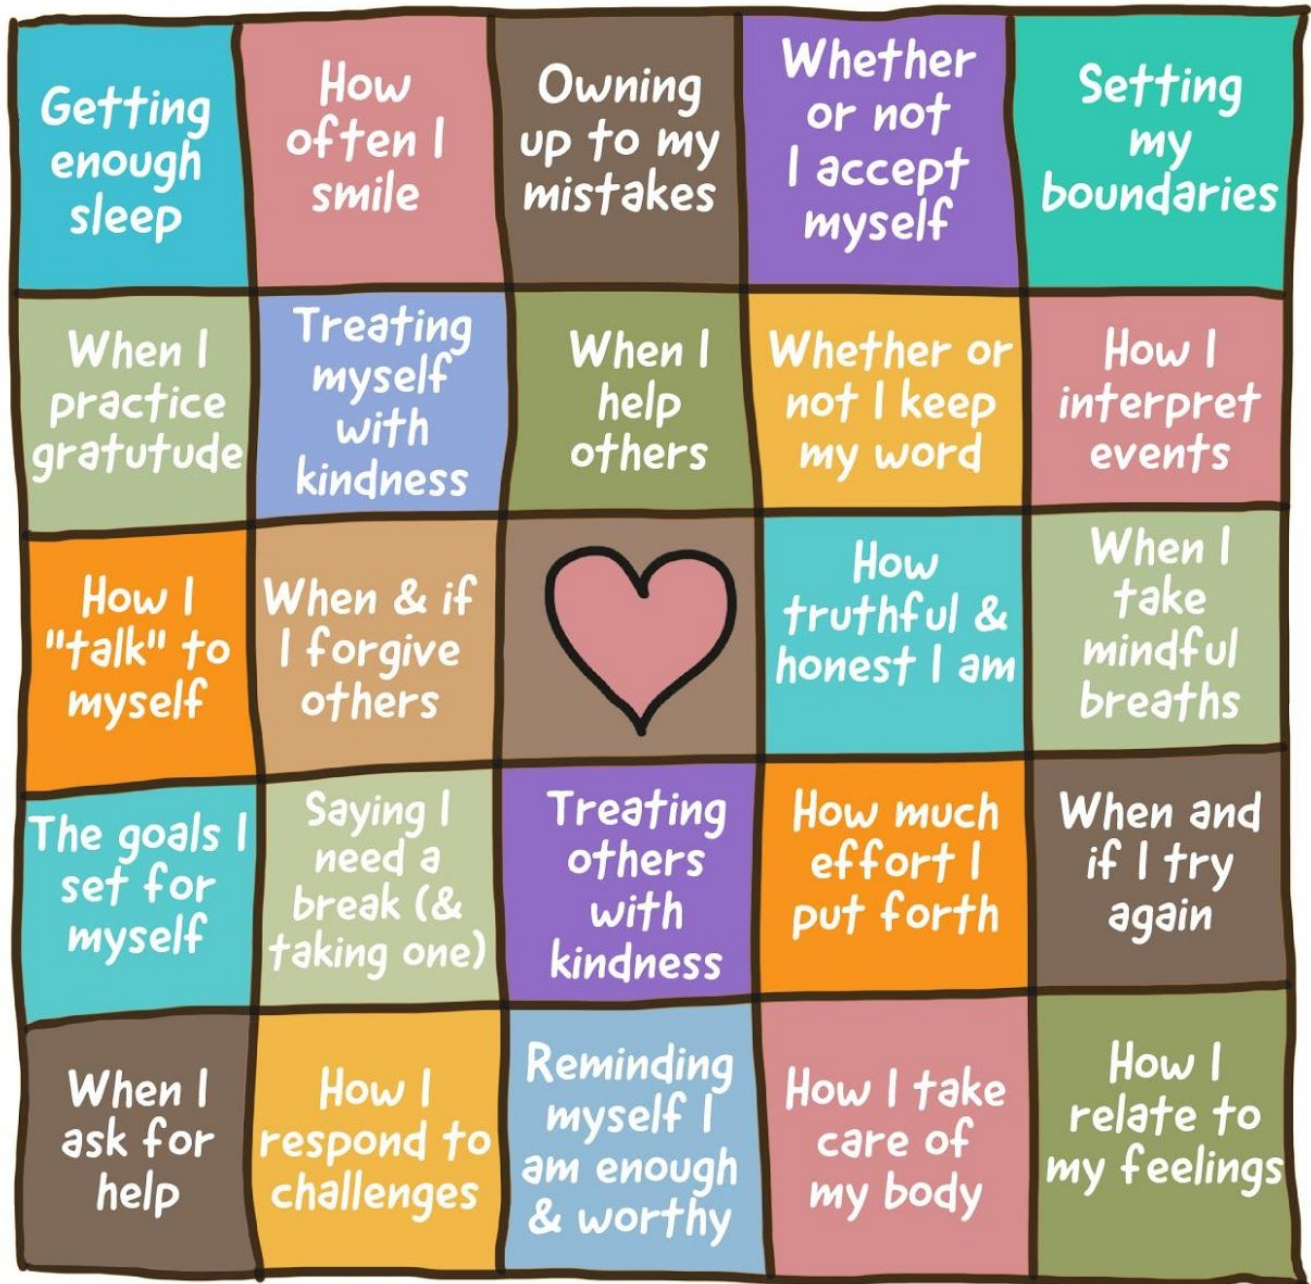 Getting
enough
sleep
How
often I
smile
Owning
up to my
mistakes
Whether
or not
I accept
myself
Setting
my
boundaries
When I
practice
gratutude
Treating
myself
with
kindness
When I
help
others
Whether or
not I keep
my word
How I
interpret
events
How I
"talk" to
myself
When & if
I forgive
others
How
truthful &
honest I am
When I
take
mindful
breaths
The goals I
set for
myself
Saying I
need a
break (&
taking one)
Treating
others
with
kindness
How much
effort I
put forth
When and
if I try
again
When I
ask for
help
How I
respond to
challenges
Reminding
myself I
am enough
& worthy
How I take
care of
my body
How I
relate to
my feelings